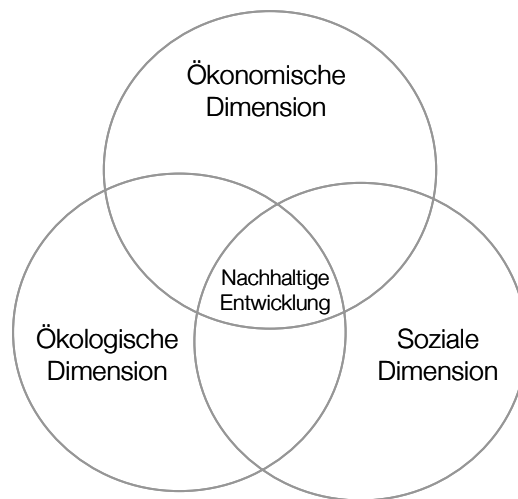 Ökonomische
Dimension
Nachhaltige
Entwicklung
Ökologische
Dimension
Soziale
Dimension